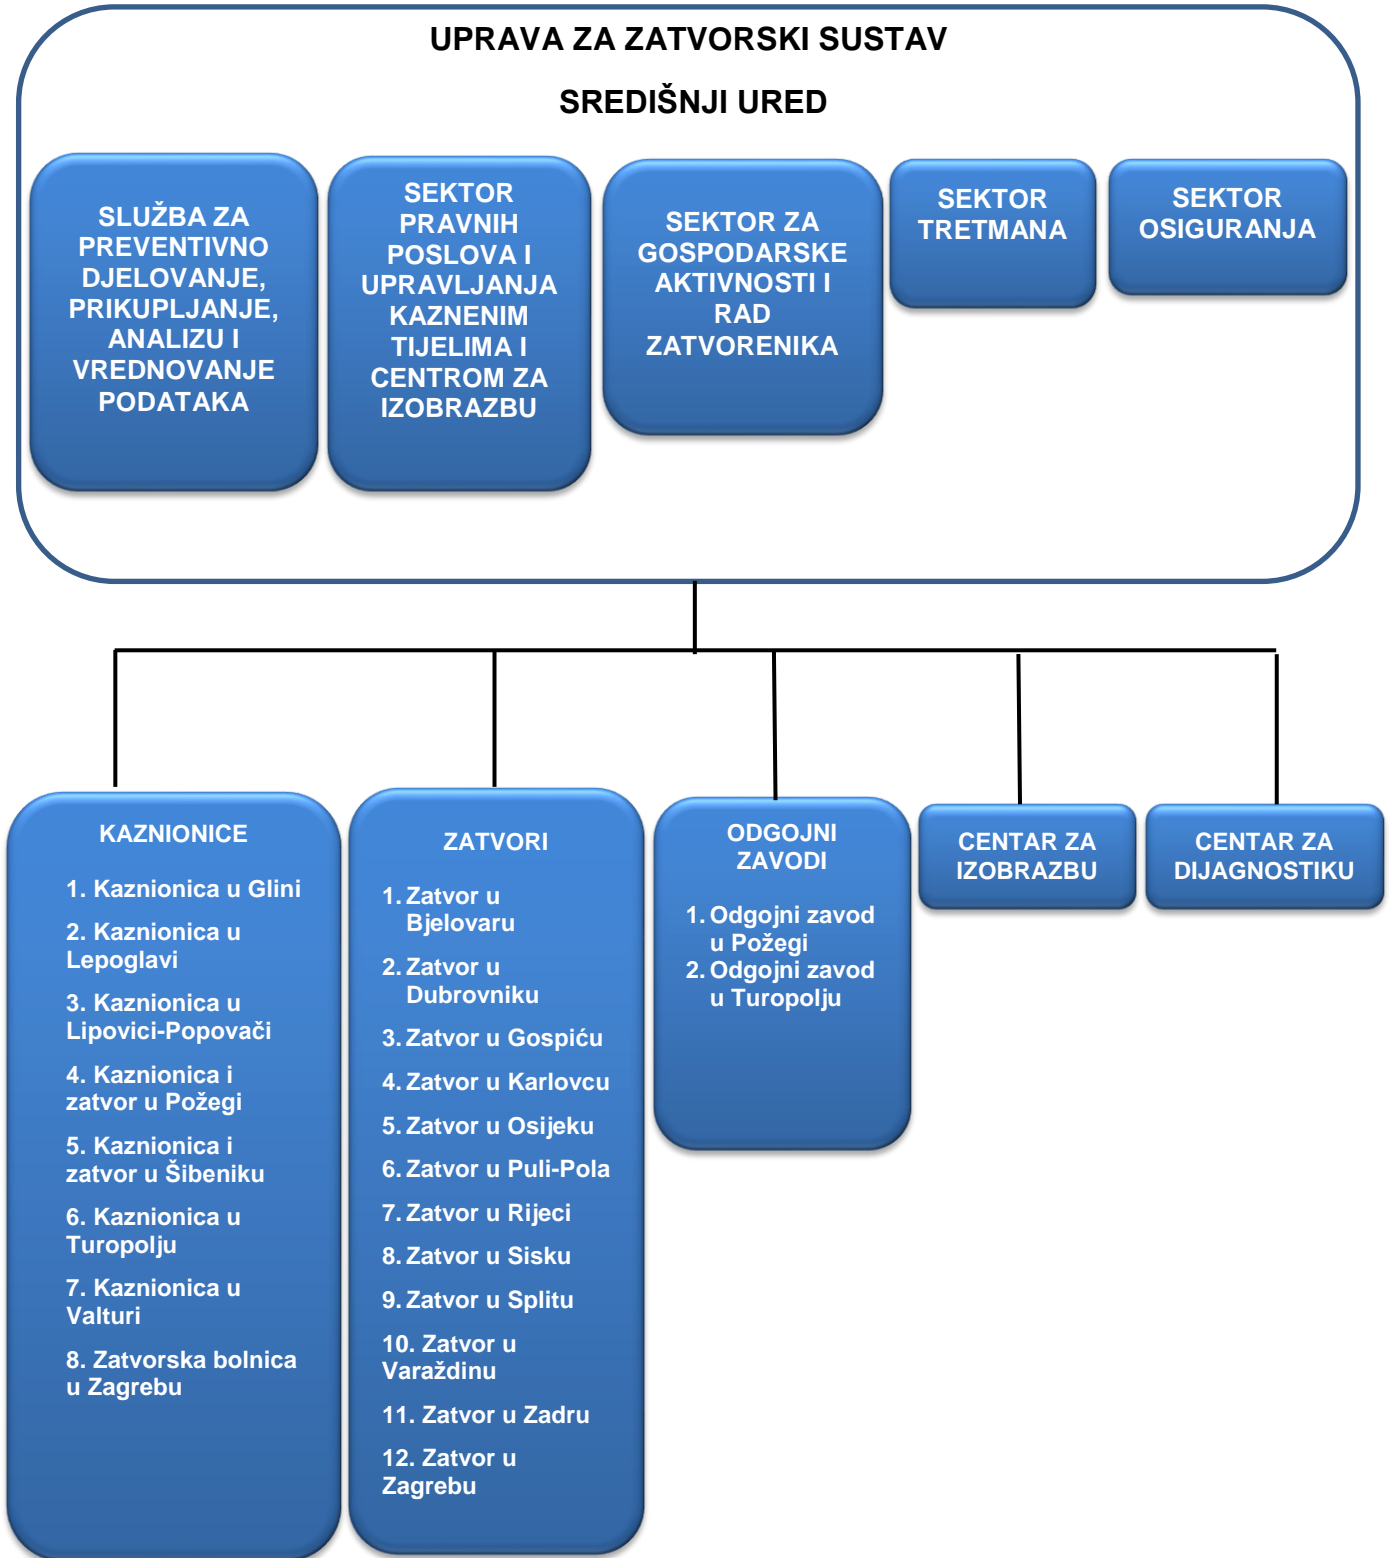 UPRAVA ZA ZATVORSKI SUSTAV
SREDIŠNJI URED
SLUŽBA ZA
PREVENTIVNO
DJELOVANJE,
PRIKUPLJANJE,
ANALIZU I
VREDNOVANJE
PODATAKA
SEKTOR
PRAVNIH
POSLOVA I
UPRAVLJANJA
KAZNENIM
TIJELIMA I
CENTROM ZA
IZOBRAZBU
SEKTOR ZA
GOSPODARSKE
AKTIVNOSTI I
RAD
ZATVORENIKA
SEKTOR
TRETMANA
SEKTOR
OSIGURANJA
KAZNIONICE
1. Kaznionica u Glini
2. Kaznionica u
Lepoglavi
3. Kaznionica u
Lipovici-Popovači
4. Kaznionica i
zatvor u Požegi
5. Kaznionica i
zatvor u Šibeniku
6. Kaznionica u
Turopolju
7. Kaznionica u
Valturi
8. Zatvorska bolnica
u Zagrebu
ZATVORI
1. Zatvor u
Bjelovaru
2. Zatvor u
Dubrovniku
3. Zatvor u Gospiću
4. Zatvor u Karlovcu
5. Zatvor u Osijeku
6. Zatvor u Puli-Pola
7. Zatvor u Rijeci
8. Zatvor u Sisku
9. Zatvor u Splitu
10. Zatvor u
Varaždinu
11. Zatvor u Zadru
12. Zatvor u
Zagrebu
ODGOJNI
ZAVODI
1. Odgojni zavod
u Požegi
2. Odgojni zavod
u Turopolju
CENTAR ZA
IZOBRAZBU
CENTAR ZA
DIJAGNOSTIKU